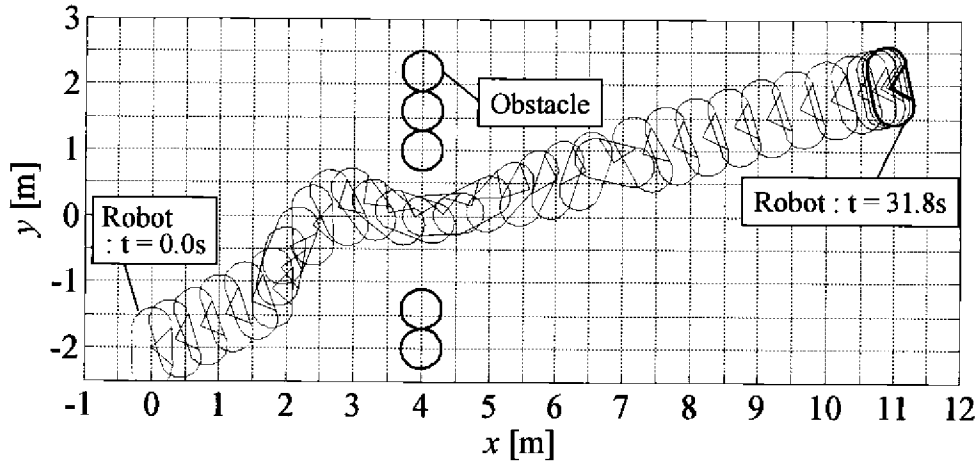 3
2
1
0
-1
-2
y [m]
Obstacle
Robot
: t = 0.0s
Robot : t = 31.8s
-1 0 1 2 3 4 5 6 7 8 9 10 11 12
x [m]